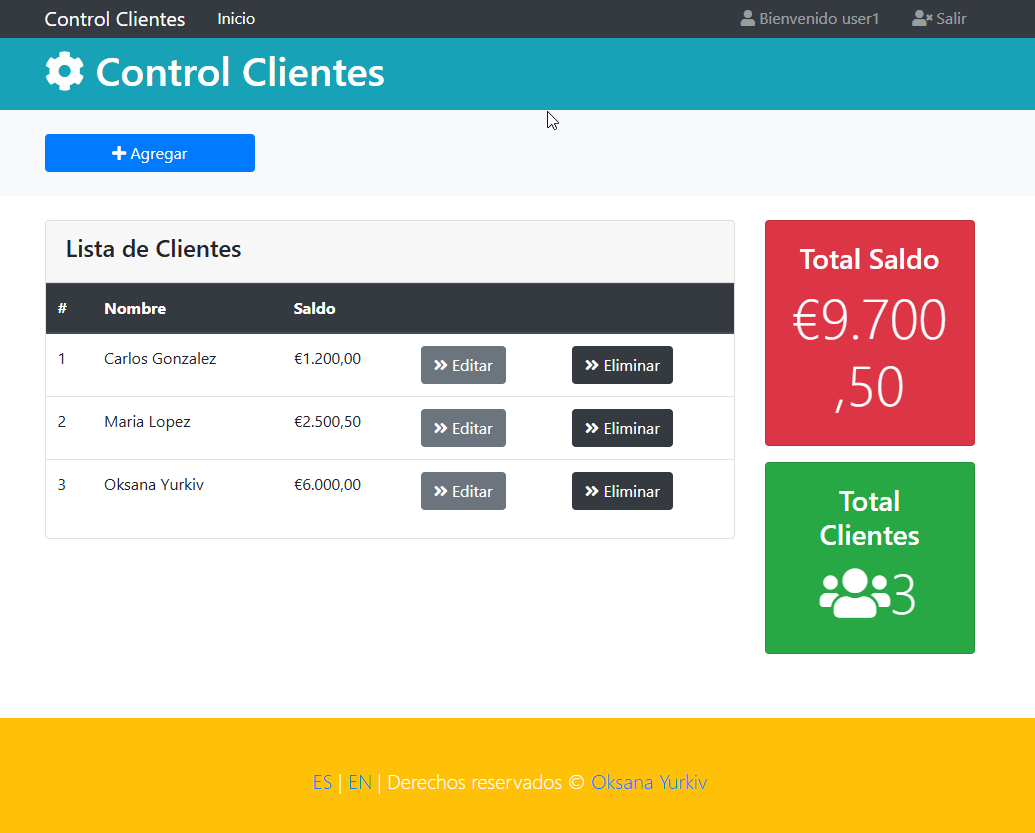 Control Clientes Inicio Bienvenido user1 Salir
Control Clientes
Agregar
Lista de Clientes
# Nombre Saldo
1 Carlos Gonzalez €1.200,00 Editar Eliminar
2 Maria Lopez €2.500,50 Editar Eliminar
3 Oksana Yurkiv €6.000,00 Editar Eliminar
Total Saldo
€9.700
,50
Total
Clientes
3
ES | EN | Derechos reservados © Oksana Yurkiv